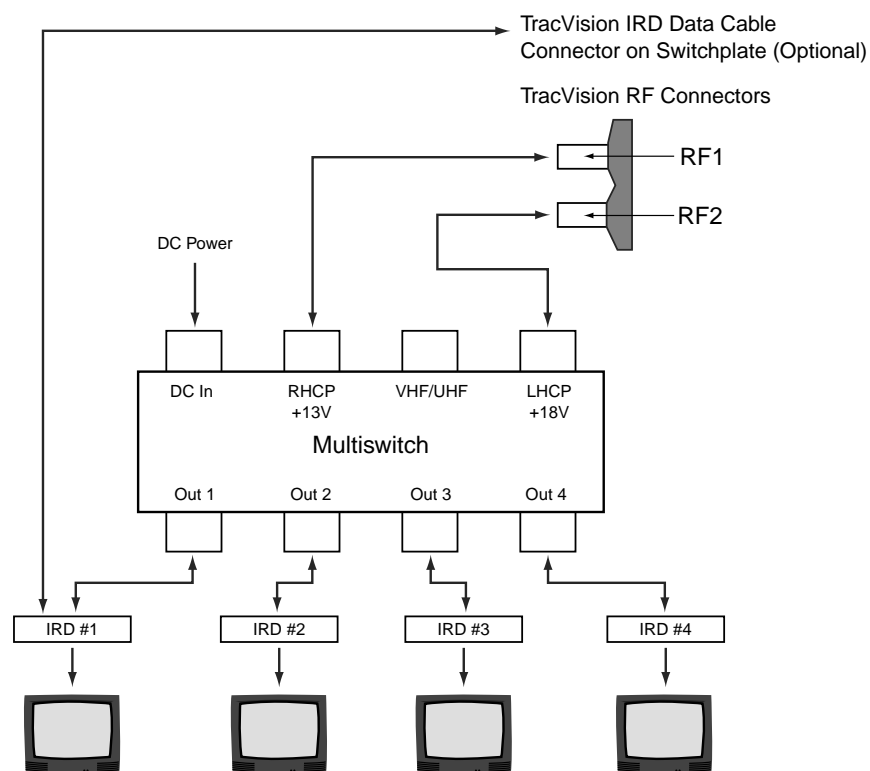 TracVision IRD Data Cable
Connector on Switchplate (Optional)
TracVision RF Connectors
RF1
RF2
DC Power
DC In
RHCP
+13V
VHF/UHF
LHCP
+18V
Multiswitch
Out 1
Out 2
Out 3
Out 4
IRD #1
IRD #2
IRD #3
IRD #4